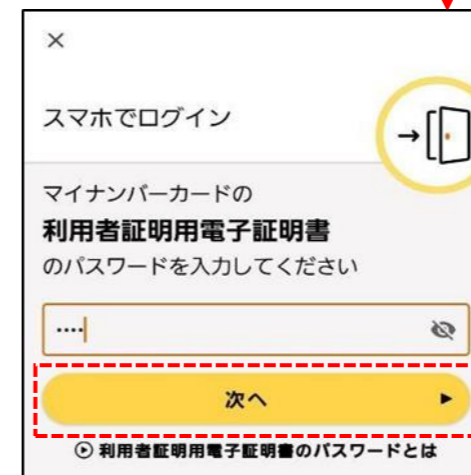 ×
スマホでログイン
マイナンバーカードの
利用者証明用電子証明書
のパスワードを入力してください
····
次へ
利用者証明用電子証明書のパスワードとは